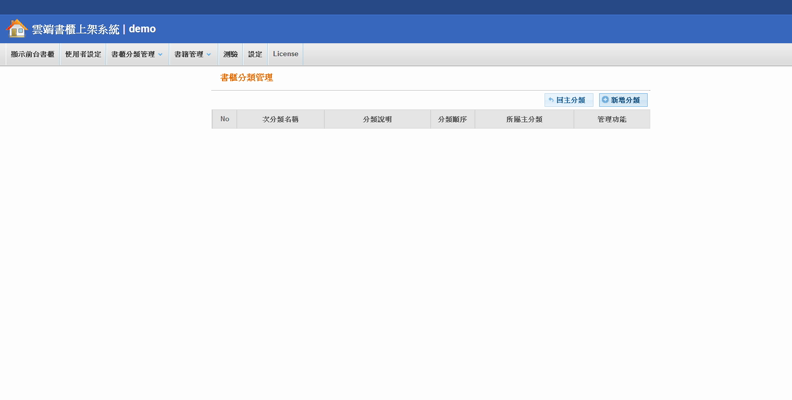 雲端書櫃上架系統 | demo
顯示前台書櫃 使用者設定 書櫃分類管理 書籍管理 測驗 設定 License
書櫃分類管理
回主分類 新增分類
No 次分類名稱 分類說明 分類順序 所屬主分類 管理功能